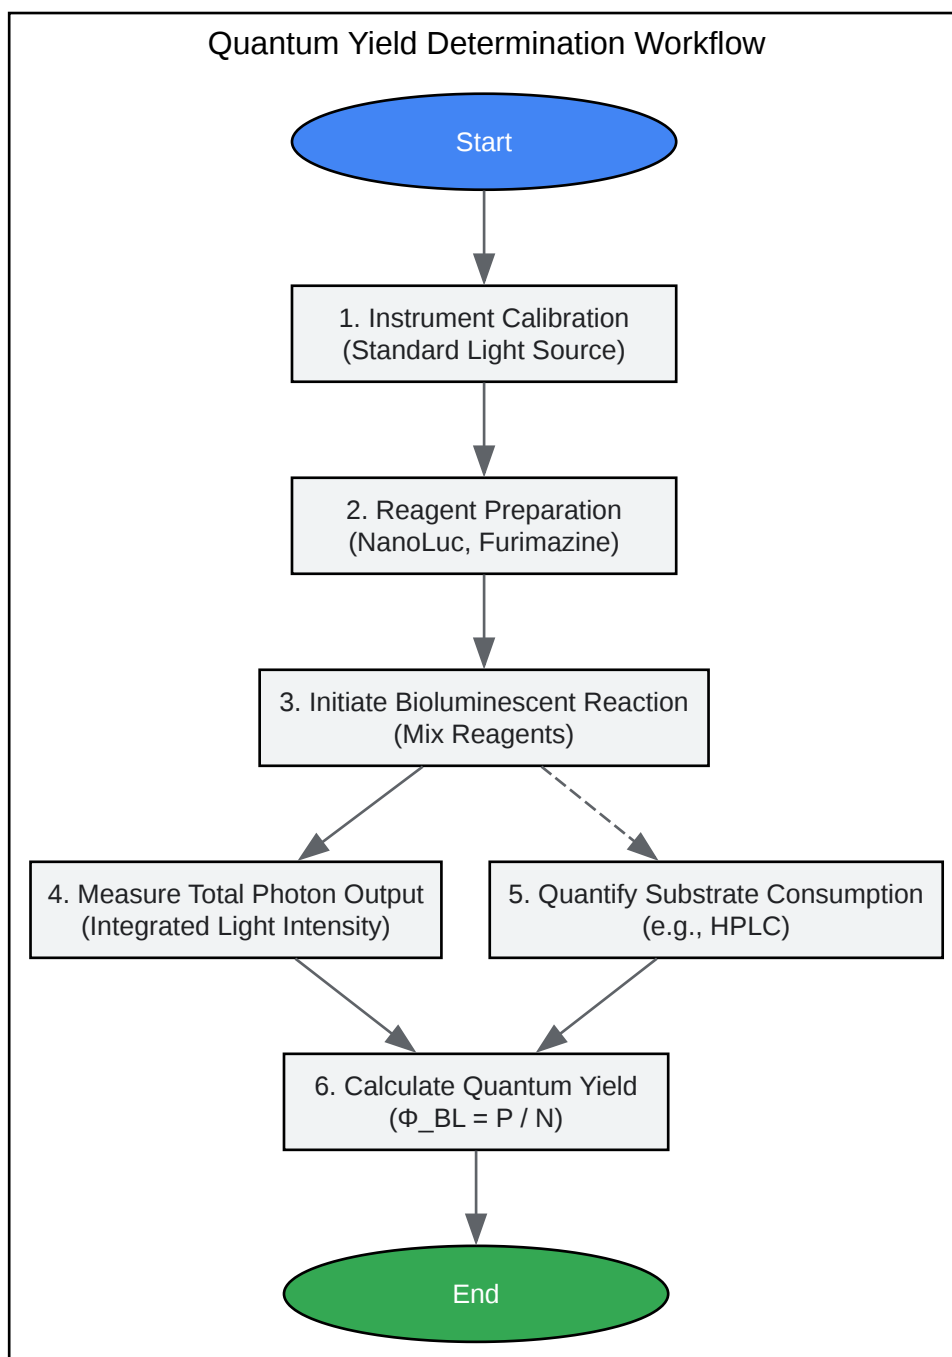 Quantum Yield Determination Workflow
Start
1. Instrument Calibration
(Standard Light Source)
2. Reagent Preparation
(NanoLuc, Furimazine)
3. Initiate Bioluminescent Reaction
(Mix Reagents)
4. Measure Total Photon Output
(Integrated Light Intensity)
5. Quantify Substrate Consumption
(e.g., HPLC)
6. Calculate Quantum Yield
(Φ_BL = P / N)
End